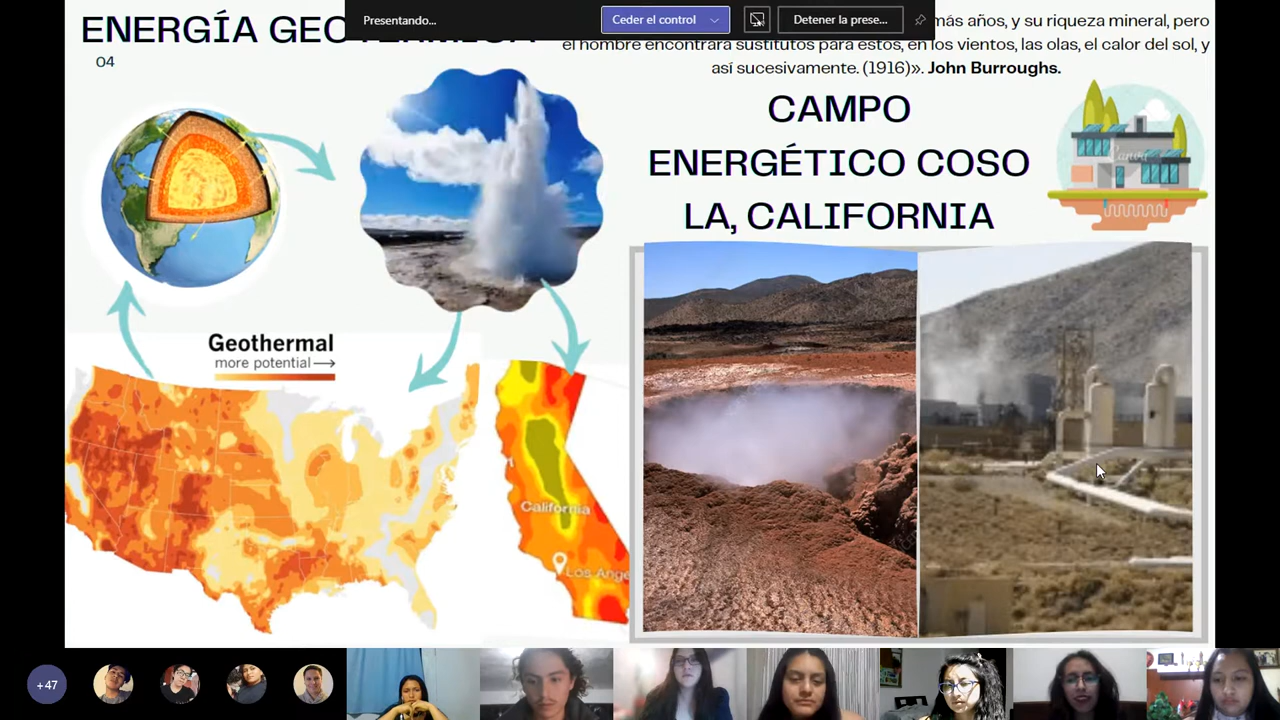 Presentando...
Ceder el control
Detener la prese...
ENERGÍA GEO
04
más años, y su riqueza mineral, pero
el hombre encontrará sustitutos para estos, en los vientos, las olas, el calor del sol, y
así sucesivamente. (1916)». John Burroughs.
CAMPO
ENERGÉTICO COSO
LA, CALIFORNIA
Canva
Geothermal
more potential
California
Los Ange
+47